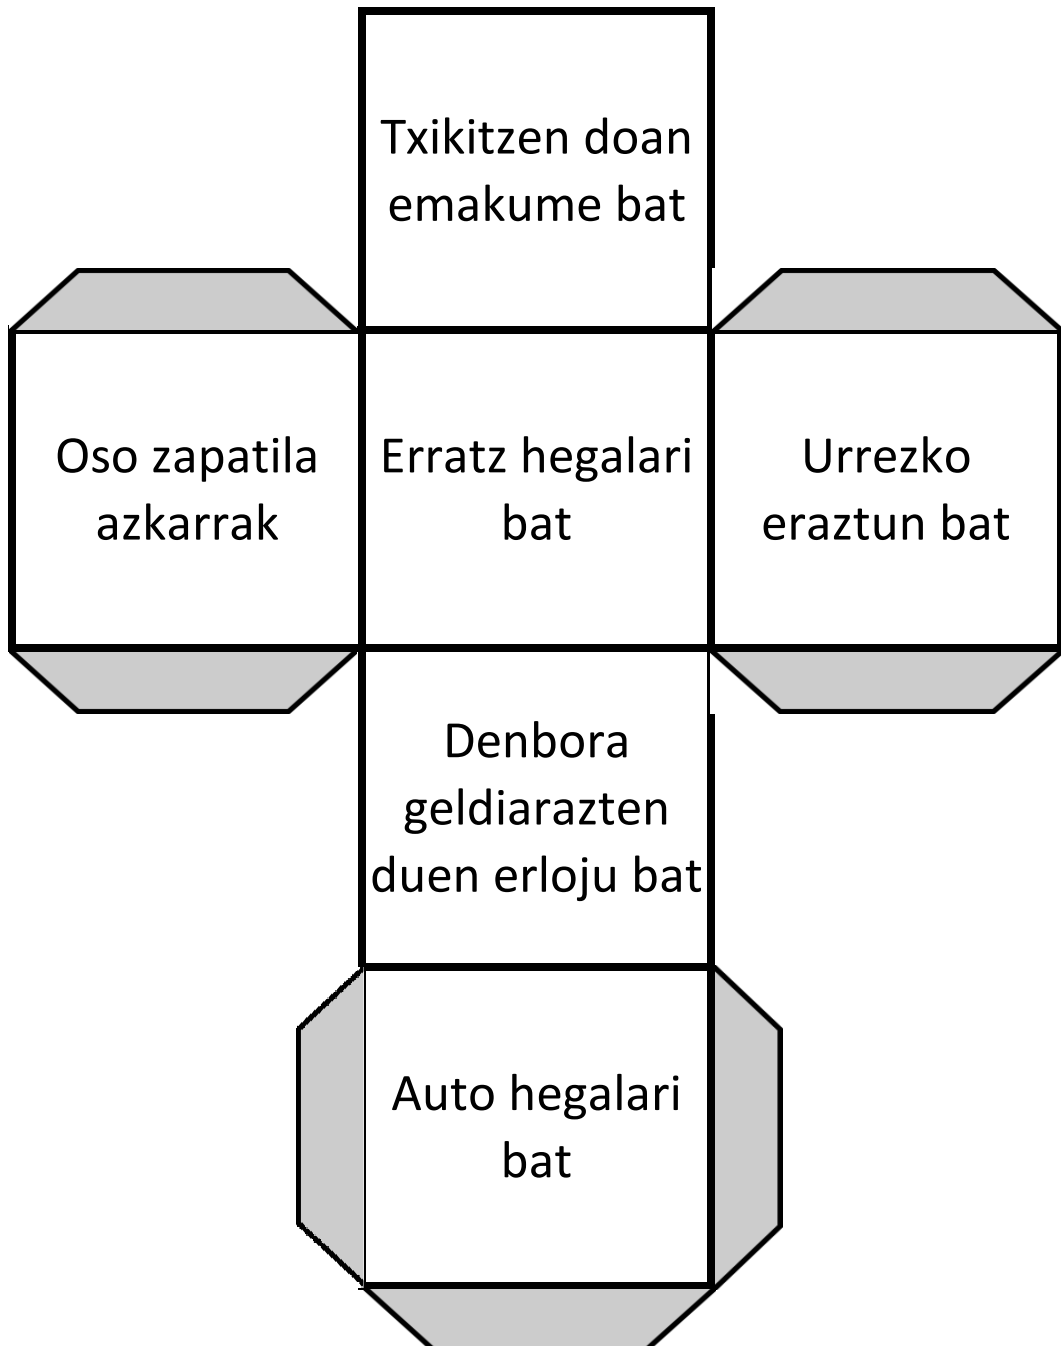 Txikitzen doan
emakume bat
Oso zapatila
azkarrak
Erratz hegalari
bat
Urrezko
eraztun bat
Denbora
geldiarazten
duen erloju bat
Auto hegalari
bat